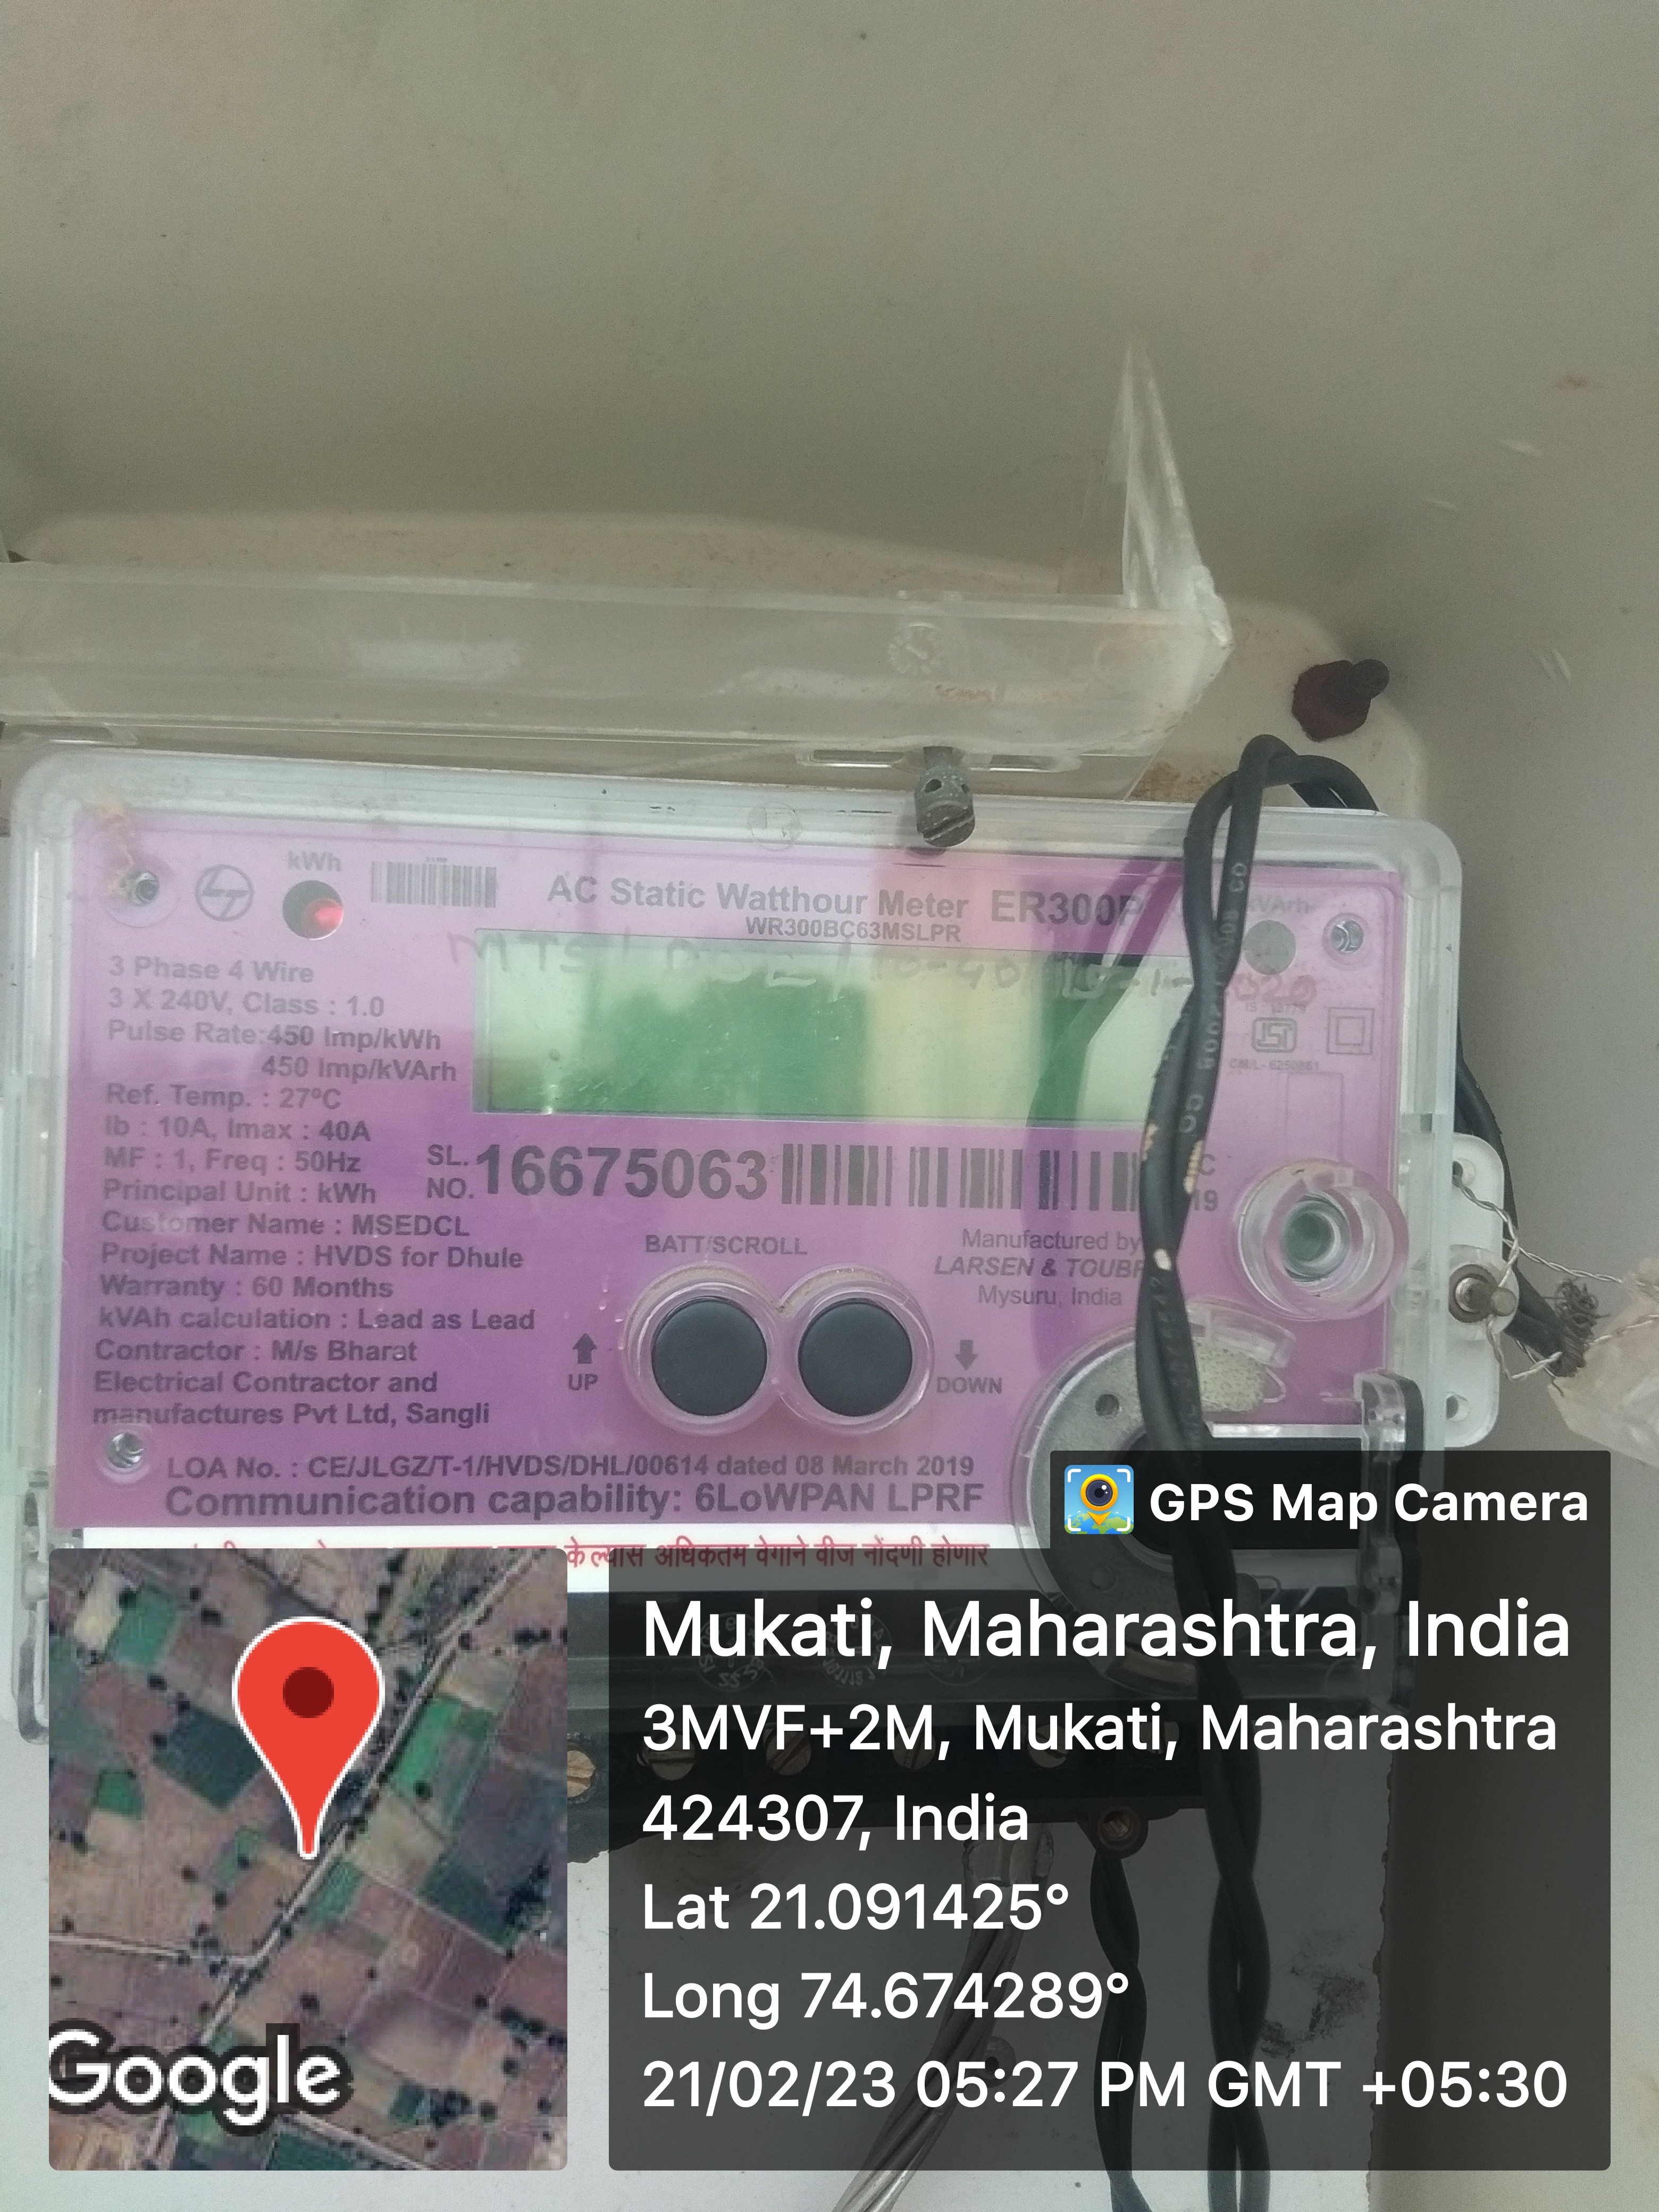 kWh
AC Static Watthour Meter ER300P
WR300BC63MSLPR
kVArh
3 Phase 4 Wire
3 X 240V, Class : 1.0
Pulse Rate:450 Imp/kWh
450 Imp/kVArh
Ref. Temp. : 27ºC
Ib : 10A, Imax : 40A
MF : 1, Freq : 50Hz
Principal Unit : kWh
Customer Name : MSEDCL
Project Name : HVDS for Dhule
Warranty : 60 Months
kVAh calculation : Lead as Lead
Contractor : M/s Bharat
Electrical Contractor and
manufactures Pvt Ltd, Sangli
SL. NO. 16675063
BATT/SCROLL
UP
DOWN
Manufactured by
LARSEN & TOUBR
Mysuru, India
LOA No. : CE/JLGZ/T-1/HVDS/DHL/00614 dated 08 March 2019
Communication capability: 6LoWPAN LPRF
केल्यास अधिकतम वेगाने वीज नोंदणी होणार
GPS Map Camera
Mukati, Maharashtra, India
3MVF+2M, Mukati, Maharashtra
424307, India
Lat 21.091425°
Long 74.674289°
21/02/23 05:27 PM GMT +05:30
Google